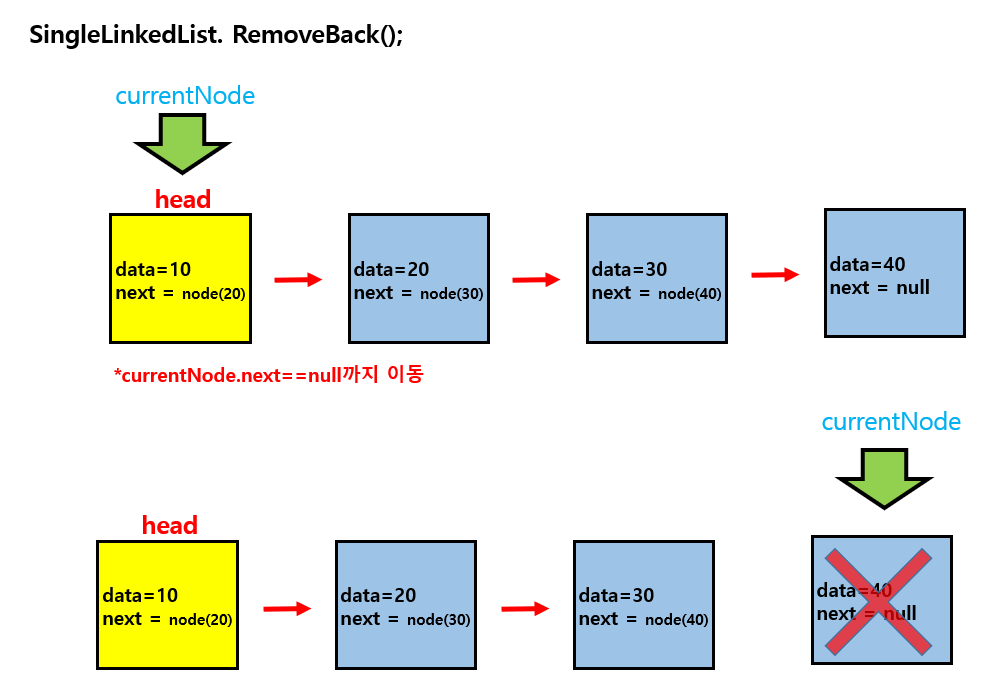 SingleLinkedList. RemoveBack();
currentNode
head
data=10
next = node(20)
data=20
next = node(30)
data=30
next = node(40)
data=40
next = null
*currentNode.next==null까지 이동
currentNode
head
data=10
next = node(20)
data=20
next = node(30)
data=30
next = node(40)
data=40
next = null